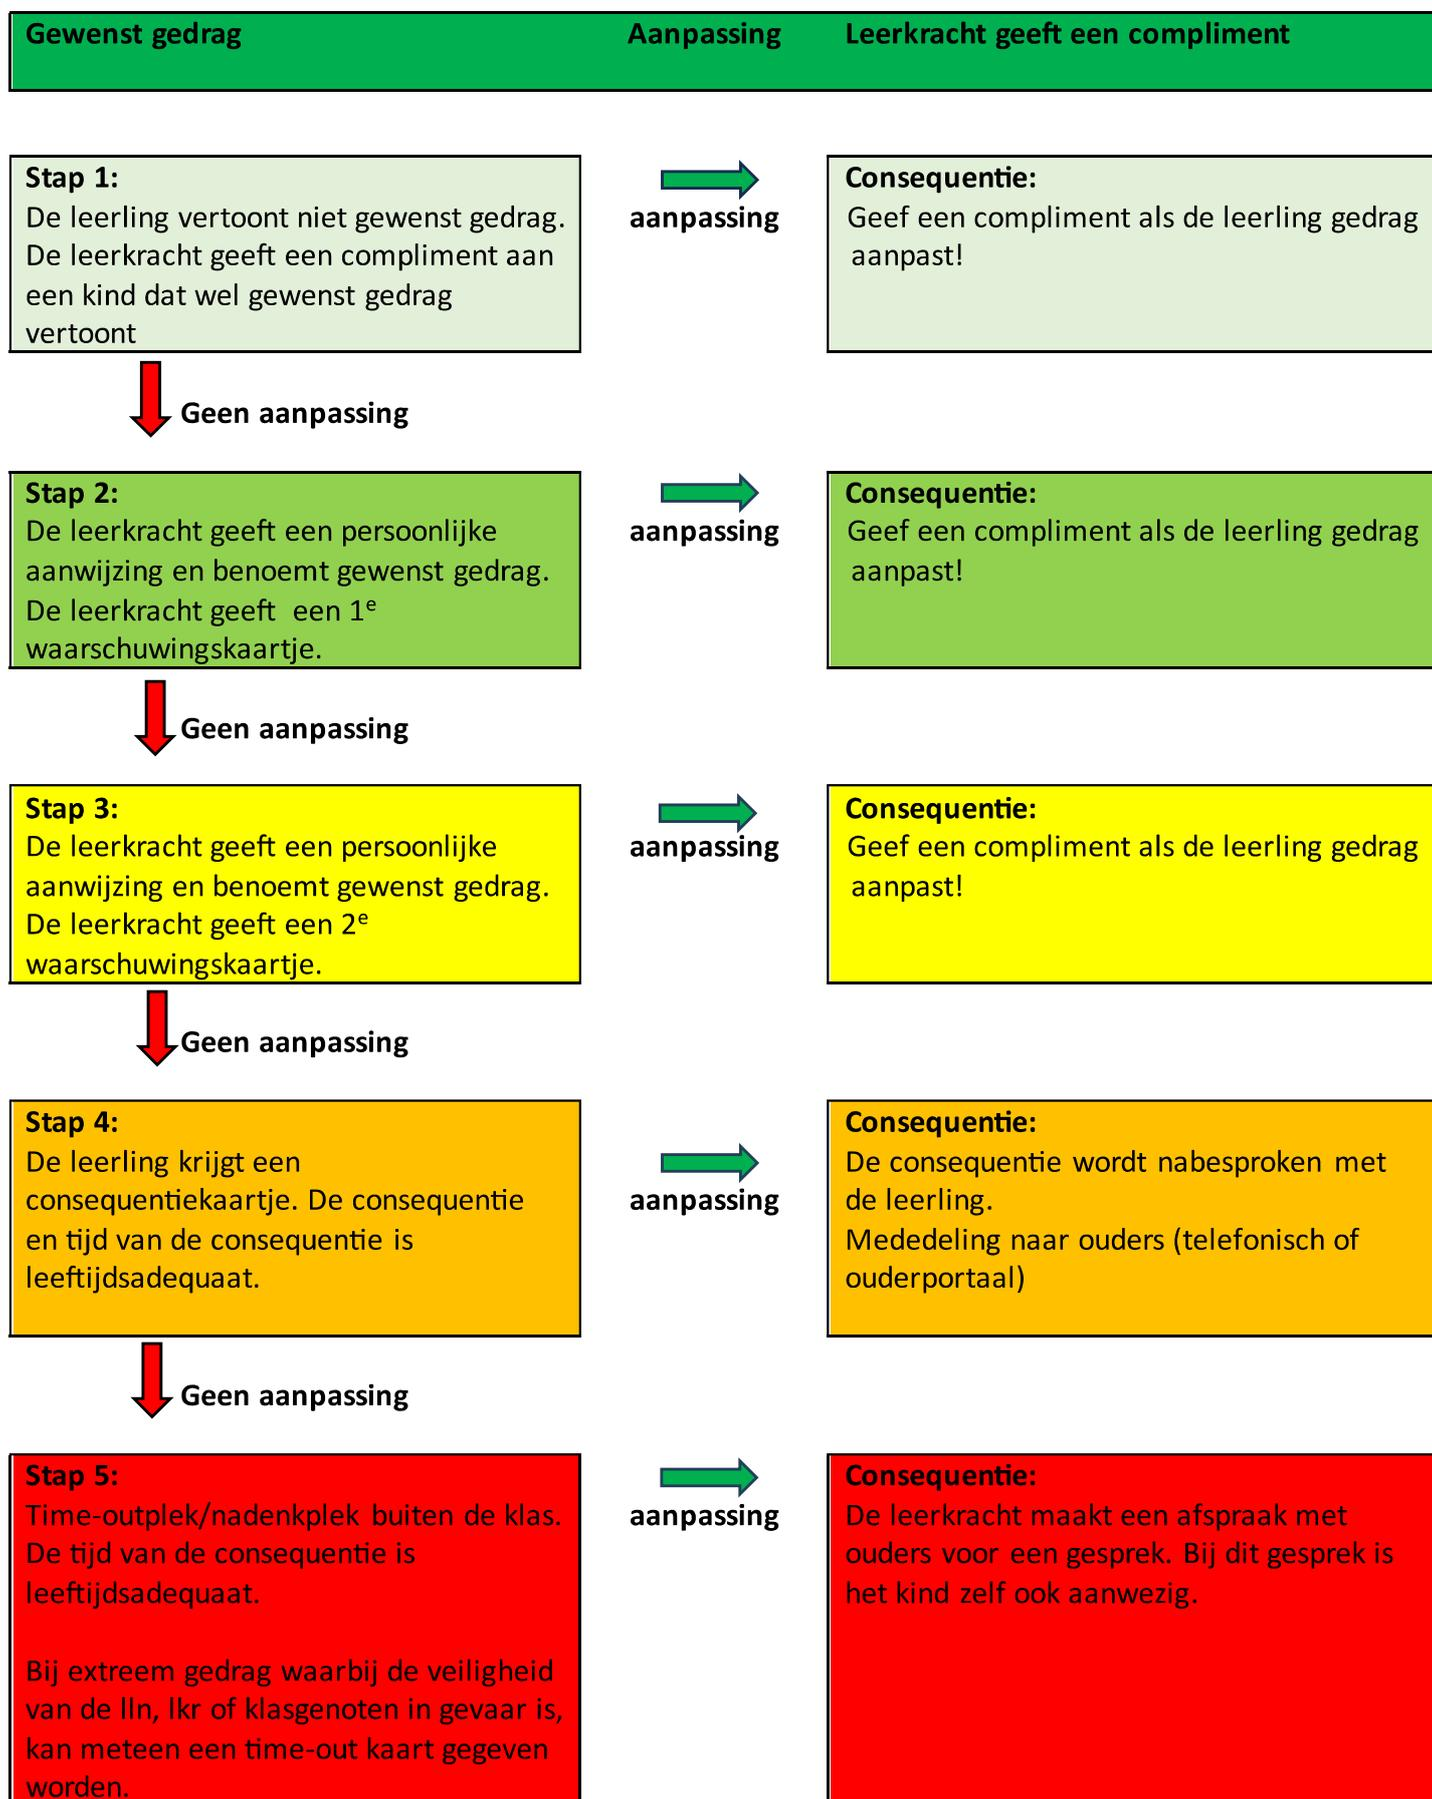 Gewenst gedrag Aanpassing Leerkracht geeft een compliment
Stap 1:
De leerling vertoont niet gewenst gedrag.
De leerkracht geeft een compliment aan
een kind dat wel gewenst gedrag
vertoont
aanpassing
Consequentie:
Geef een compliment als de leerling gedrag
aanpast!
Geen aanpassing
Stap 2:
De leerkracht geeft een persoonlijke
aanwijzing en benoemt gewenst gedrag.
De leerkracht geeft een 1e
waarschuwingskaartje.
aanpassing
Consequentie:
Geef een compliment als de leerling gedrag
aanpast!
Geen aanpassing
Stap 3:
De leerkracht geeft een persoonlijke
aanwijzing en benoemt gewenst gedrag.
De leerkracht geeft een 2e
waarschuwingskaartje.
aanpassing
Consequentie:
Geef een compliment als de leerling gedrag
aanpast!
Geen aanpassing
Stap 4:
De leerling krijgt een
consequentiekaartje. De consequentie
en tijd van de consequentie is
leeftijdsadequaat.
aanpassing
Consequentie:
De consequentie wordt nabesproken met
de leerling.
Mededeling naar ouders (telefonisch of
ouderportaal)
Geen aanpassing
Stap 5:
Time-outplek/nadenkplek buiten de klas.
De tijd van de consequentie is
leeftijdsadequaat.
Bij extreem gedrag waarbij de veiligheid
van de lln, lkr of klasgenoten in gevaar is,
kan meteen een time-out kaart gegeven
worden.
aanpassing
Consequentie:
De leerkracht maakt een afspraak met
ouders voor een gesprek. Bij dit gesprek is
het kind zelf ook aanwezig.